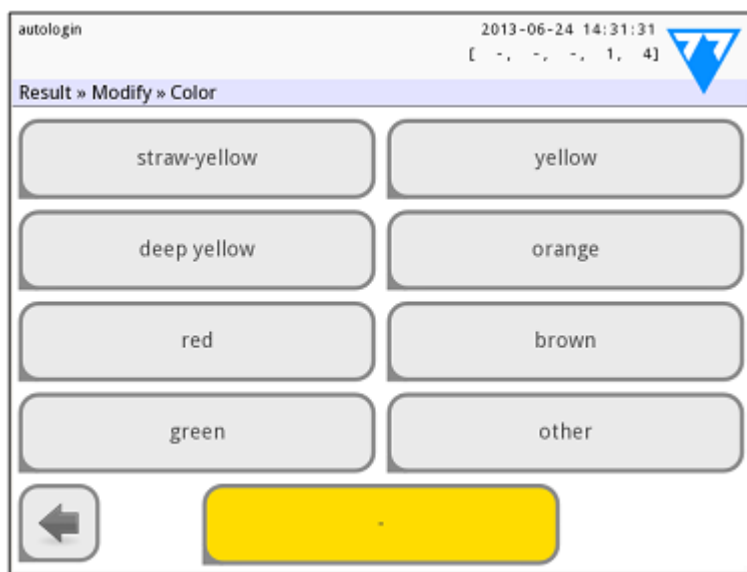 autologin
2013-06-24 14:31:31
[ -, -, -, 1, 4]
Result » Modify » Color
straw-yellow
yellow
deep yellow
orange
red
brown
green
other
-